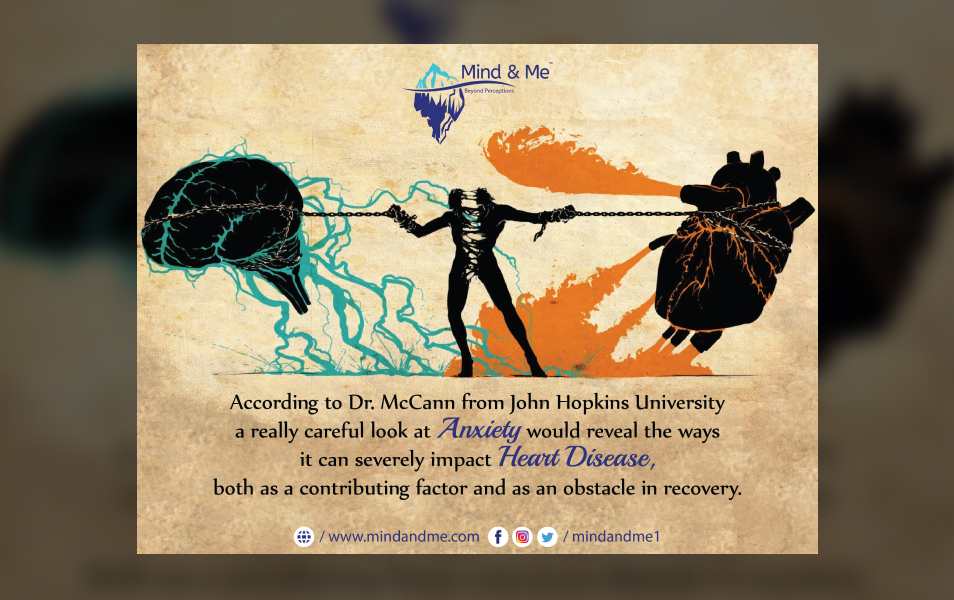 Mind & Me™
Beyond Perceptions
According to Dr. McCann from John Hopkins University
a really careful look at Anxiety would reveal the ways
it can severely impact Heart Disease,
both as a contributing factor and as an obstacle in recovery.
/ www.mindandme.com / mindandme1